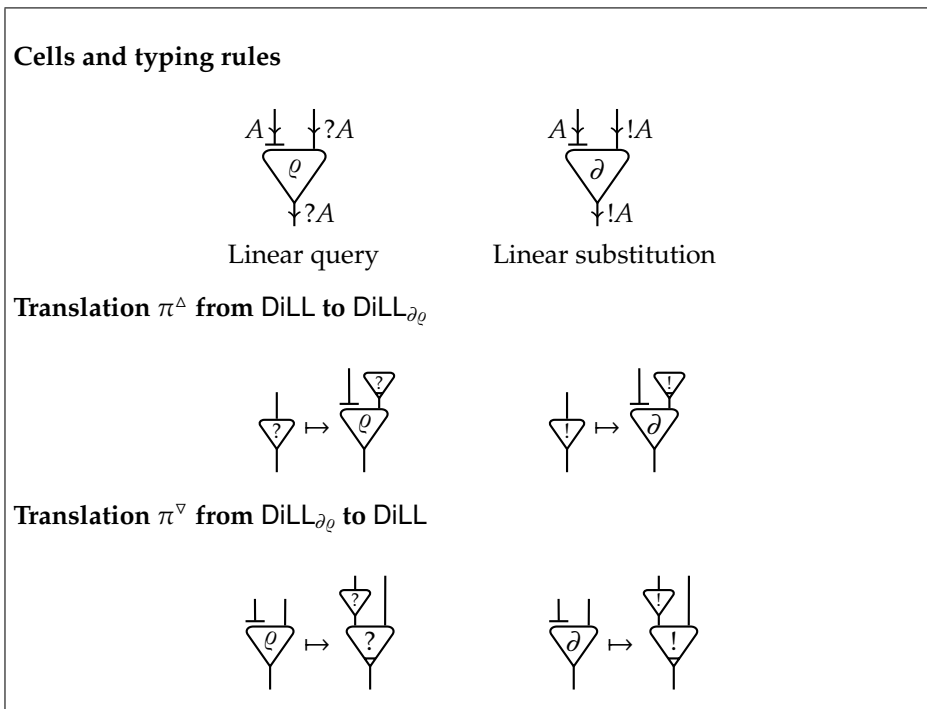 Cells and typing rules
A ?A A !A
ϱ ∂
?A !A
Linear query Linear substitution
Translation π^△ from DiLL to DiLL_∂ϱ
? !
? ↦ ϱ ! ↦ ∂
Translation π^▽ from DiLL_∂ϱ to DiLL
? !
ϱ ↦ ? ∂ ↦ !